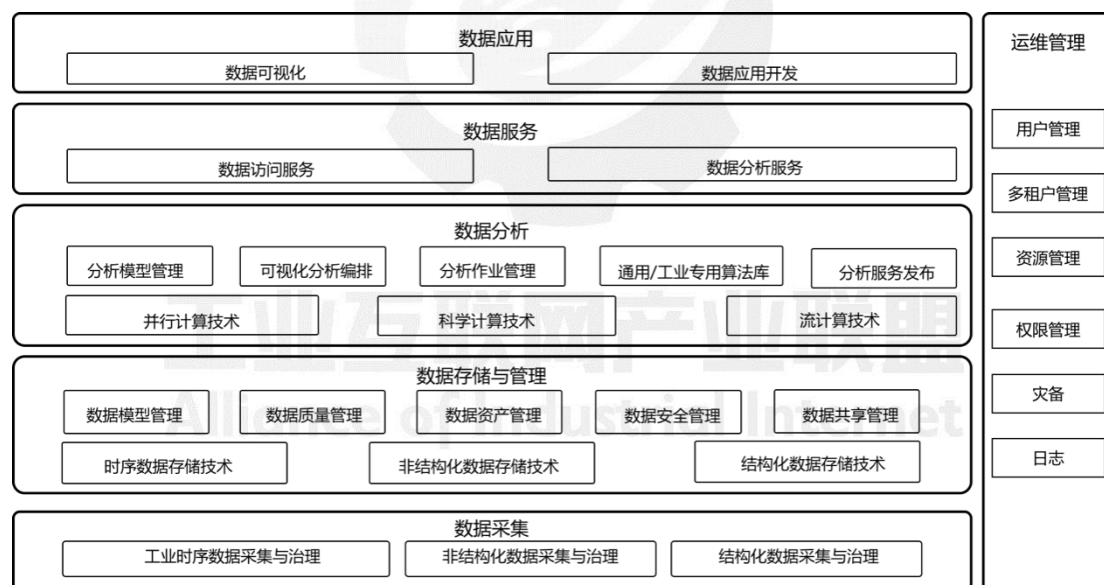 数据应用
数据可视化
数据应用开发
数据服务
数据访问服务
数据分析服务
数据分析
分析模型管理
可视化分析编排
分析作业管理
通用/工业专用算法库
分析服务发布
并行计算技术
科学计算技术
流计算技术
工业互联网产业联盟
数据存储与管理
数据模型管理
数据质量管理
数据资产管理
数据安全管理
数据共享管理
Alliance of Industrial Internet
时序数据存储技术
非结构化数据存储技术
结构化数据存储技术
数据采集
工业时序数据采集与治理
非结构化数据采集与治理
结构化数据采集与治理
运维管理
用户管理
多租户管理
资源管理
权限管理
灾备
日志